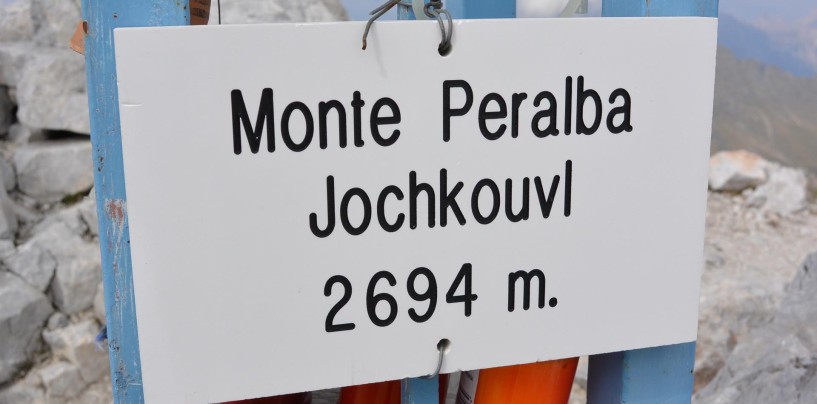 Monte Peralba
Jochkouvl
2694 m.